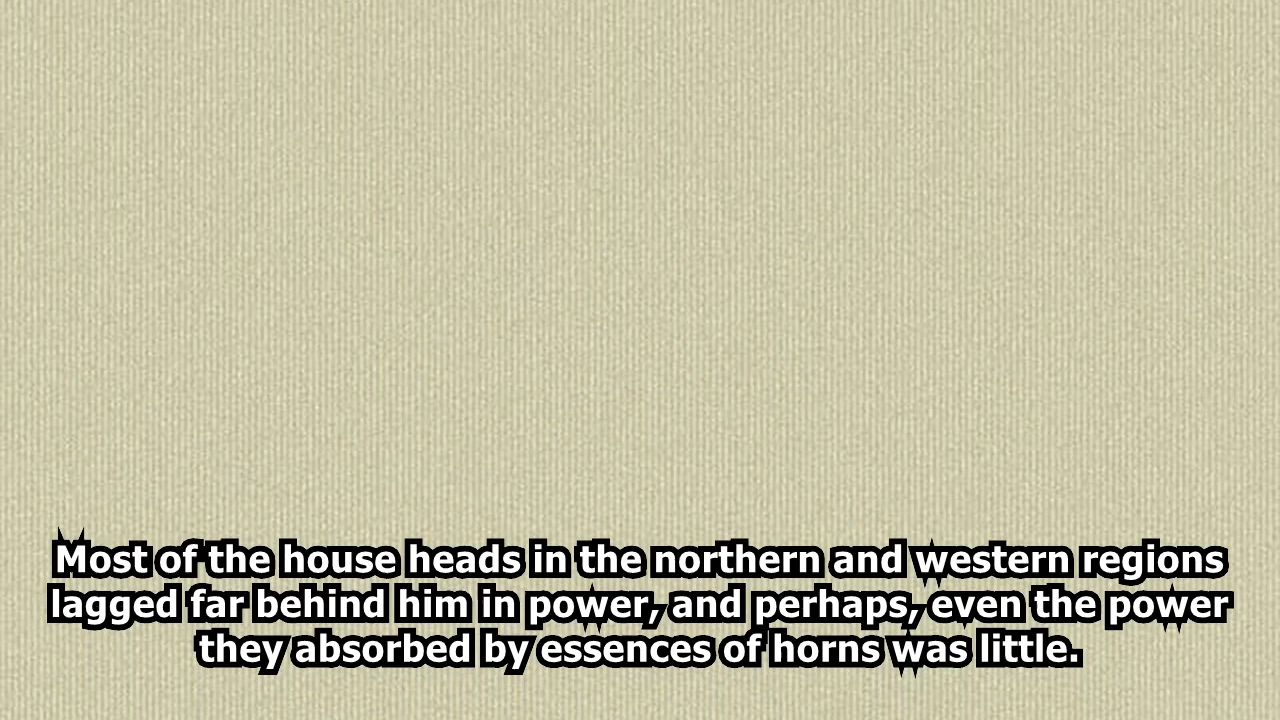 Most of the house heads in the northern and western regions
lagged far behind him in power, and perhaps, even the power
they absorbed by essences of horns was little.